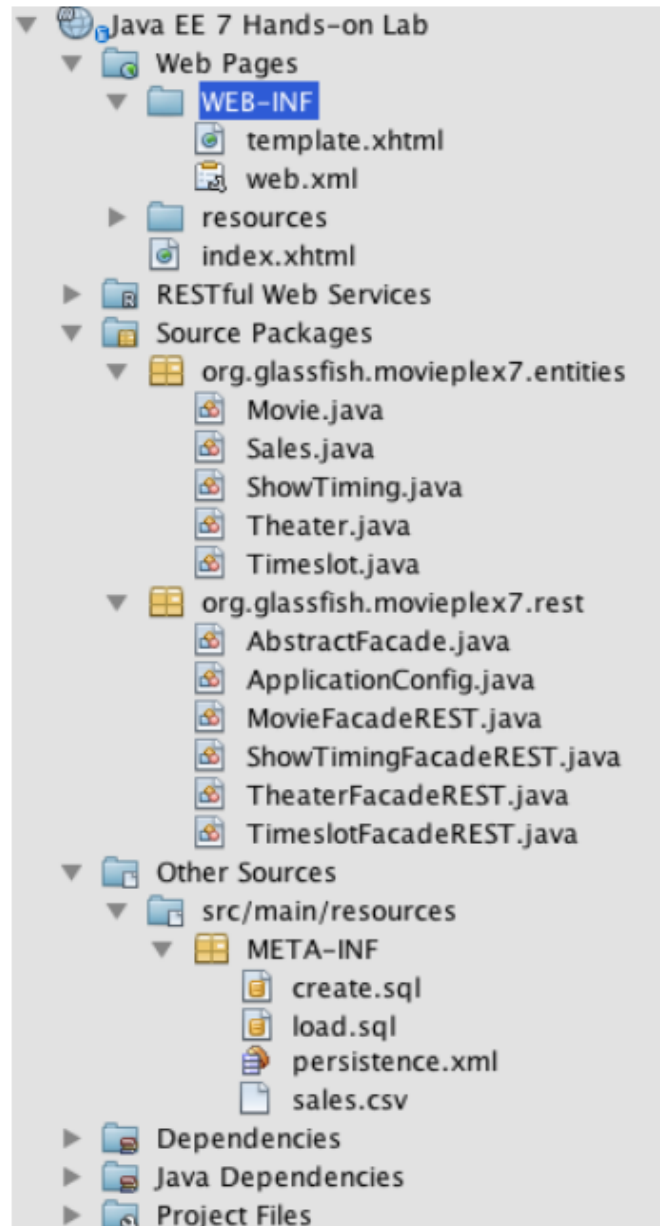 Java EE 7 Hands-on Lab
Web Pages
WEB-INF
template.xhtml
web.xml
resources
index.xhtml
RESTful Web Services
Source Packages
org.glassfish.movieplex7.entities
Movie.java
Sales.java
ShowTiming.java
Theater.java
Timeslot.java
org.glassfish.movieplex7.rest
AbstractFacade.java
ApplicationConfig.java
MovieFacadeREST.java
ShowTimingFacadeREST.java
TheaterFacadeREST.java
TimeslotFacadeREST.java
Other Sources
src/main/resources
META-INF
create.sql
load.sql
persistence.xml
sales.csv
Dependencies
Java Dependencies
Project Files